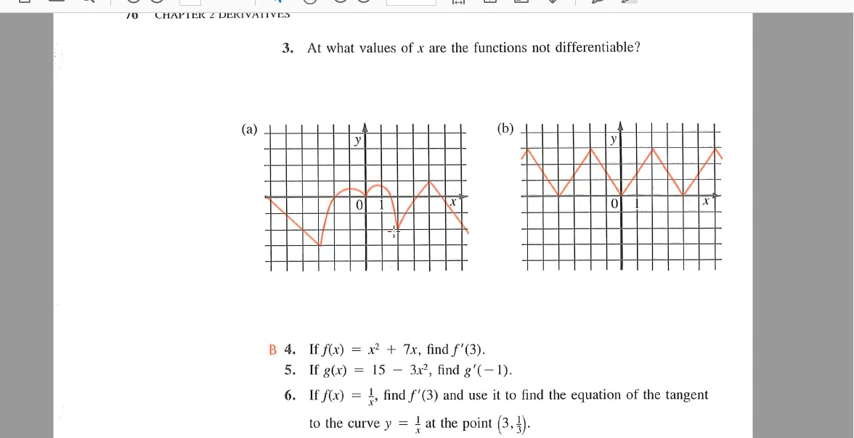 76 CHAPTER 2 DERIVATIVES
3. At what values of x are the functions not differentiable?
(a)
y
0 1
x
(b)
y
0 1
x
B 4. If f(x) = x² + 7x, find f′(3).
5. If g(x) = 15 − 3x², find g′(−1).
6. If f(x) = 1/x, find f′(3) and use it to find the equation of the tangent
to the curve y = 1/x at the point (3, 1/3).